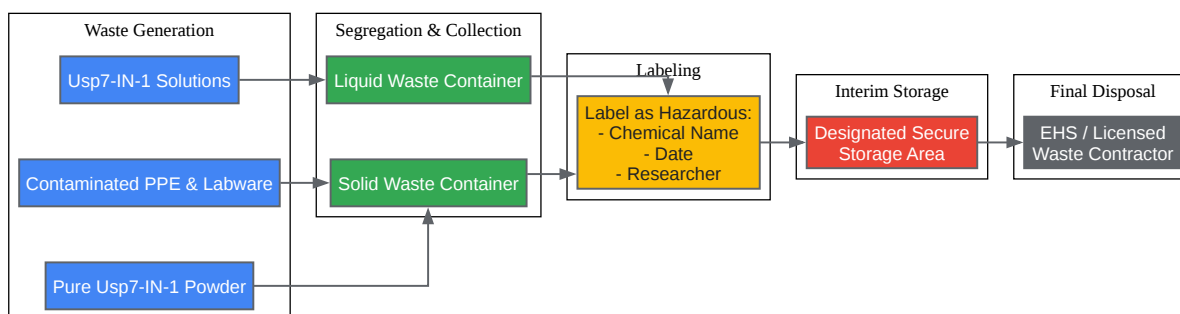 Waste Generation
Usp7-IN-1 Solutions
Contaminated PPE & Labware
Pure Usp7-IN-1 Powder
Segregation & Collection
Liquid Waste Container
Solid Waste Container
Labeling
Label as Hazardous:
- Chemical Name
- Date
- Researcher
Interim Storage
Designated Secure
Storage Area
Final Disposal
EHS / Licensed
Waste Contractor